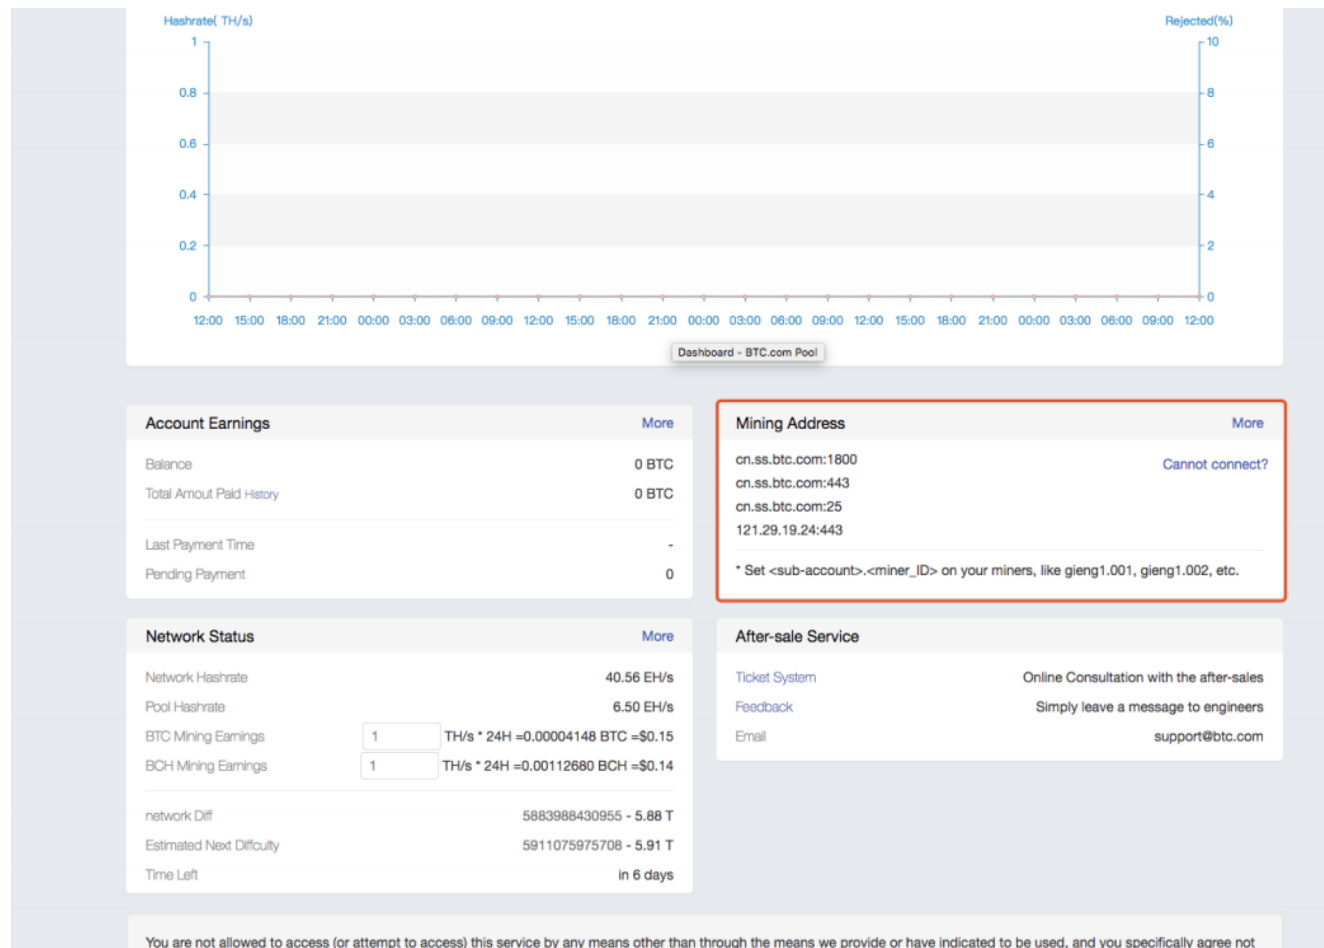 Hashrate( TH/s) Rejected(%)
1 10
0.8 8
0.6 6
0.4 4
0.2 2
0 0
12:00 15:00 18:00 21:00 00:00 03:00 06:00 09:00 12:00 15:00 18:00 21:00 00:00 03:00 06:00 09:00 12:00 15:00 18:00 21:00 00:00 03:00 06:00 09:00 12:00
Dashboard - BTC.com Pool
Account Earnings More
Balance 0 BTC
Total Amout Paid History 0 BTC
Last Payment Time -
Pending Payment 0
Mining Address More
cn.ss.btc.com:1800 Cannot connect?
cn.ss.btc.com:443
cn.ss.btc.com:25
121.29.19.24:443
* Set <sub-account>.<miner_ID> on your miners, like gieng1.001, gieng1.002, etc.
Network Status More
Network Hashrate 40.56 EH/s
Pool Hashrate 6.50 EH/s
BTC Mining Earnings 1 TH/s * 24H =0.00004148 BTC =$0.15
BCH Mining Earnings 1 TH/s * 24H =0.00112680 BCH =$0.14
network Diff 5883988430955 - 5.88 T
Estimated Next Diffculty 5911075975708 - 5.91 T
Time Left in 6 days
After-sale Service
Ticket System Online Consultation with the after-sales
Feedback Simply leave a message to engineers
Email support@btc.com
You are not allowed to access (or attempt to access) this service by any means other than through the means we provide or have indicated to be used, and you specifically agree not